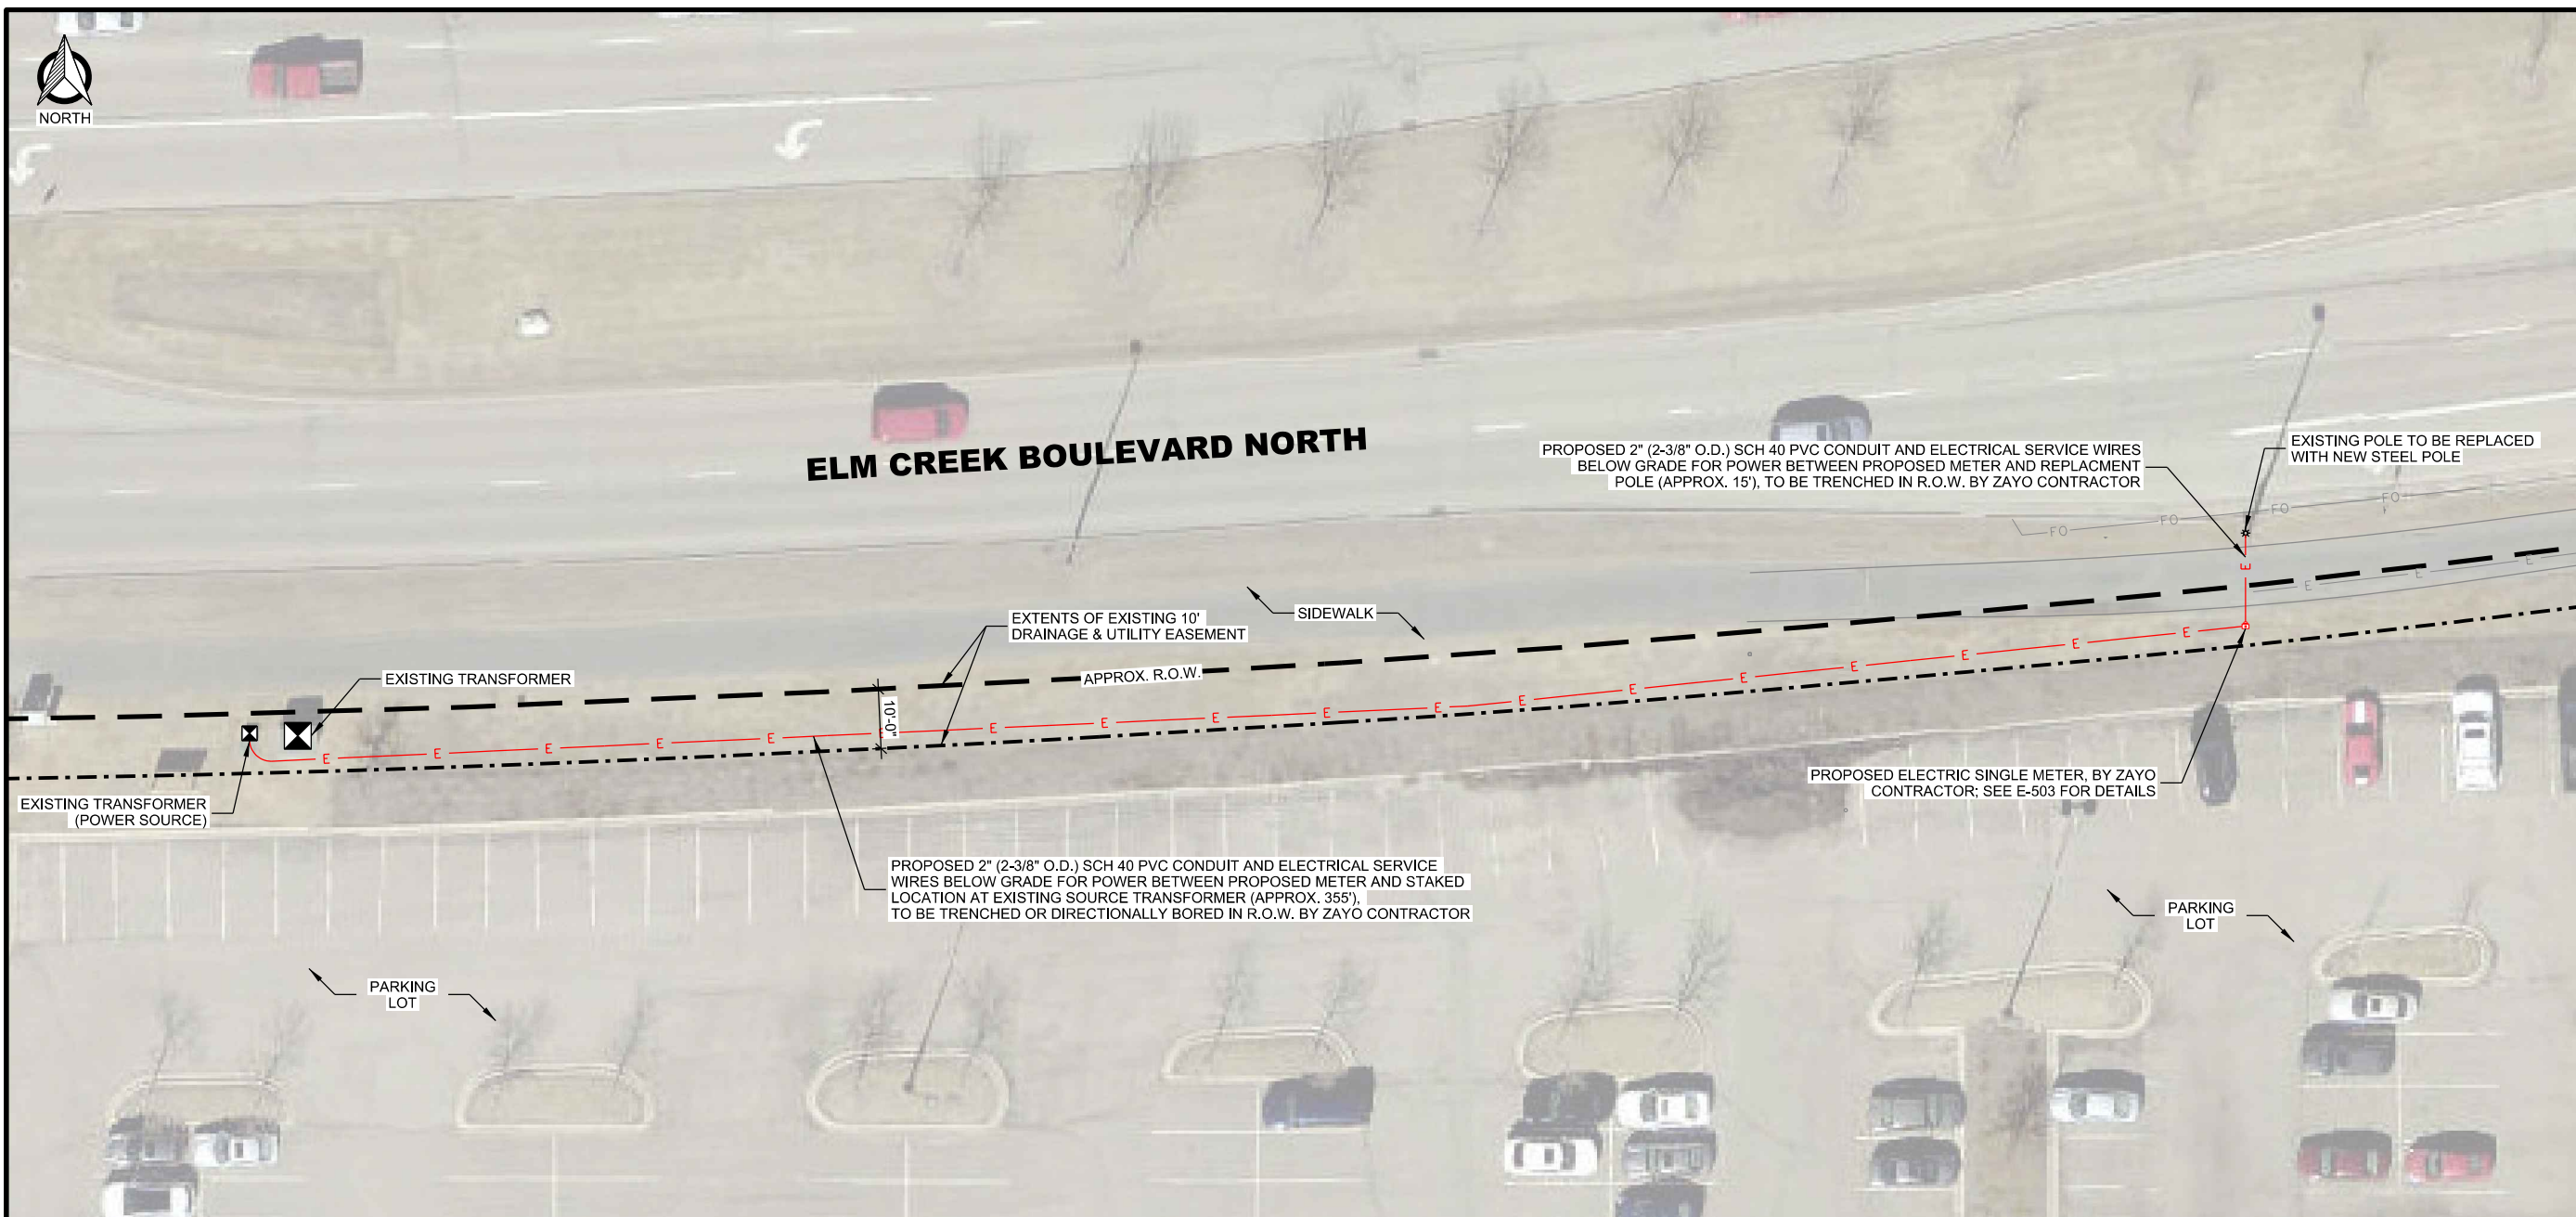 NORTH
ELM CREEK BOULEVARD NORTH
PROPOSED 2" (2-3/8" O.D.) SCH 40 PVC CONDUIT AND ELECTRICAL SERVICE WIRES
BELOW GRADE FOR POWER BETWEEN PROPOSED METER AND REPLACMENT
POLE (APPROX. 15'), TO BE TRENCHED IN R.O.W. BY ZAYO CONTRACTOR
EXISTING POLE TO BE REPLACED
WITH NEW STEEL POLE
FO FO FO FO
E
E E E
SIDEWALK
EXTENTS OF EXISTING 10'
DRAINAGE & UTILITY EASEMENT
APPROX. R.O.W.
EXISTING TRANSFORMER
10'-0"
E E E E E E E E E E E E E E E E E E
EXISTING TRANSFORMER
(POWER SOURCE)
PROPOSED ELECTRIC SINGLE METER, BY ZAYO
CONTRACTOR; SEE E-503 FOR DETAILS
PROPOSED 2" (2-3/8" O.D.) SCH 40 PVC CONDUIT AND ELECTRICAL SERVICE
WIRES BELOW GRADE FOR POWER BETWEEN PROPOSED METER AND STAKED
LOCATION AT EXISTING SOURCE TRANSFORMER (APPROX. 355'),
TO BE TRENCHED OR DIRECTIONALLY BORED IN R.O.W. BY ZAYO CONTRACTOR
PARKING
LOT
PARKING
LOT